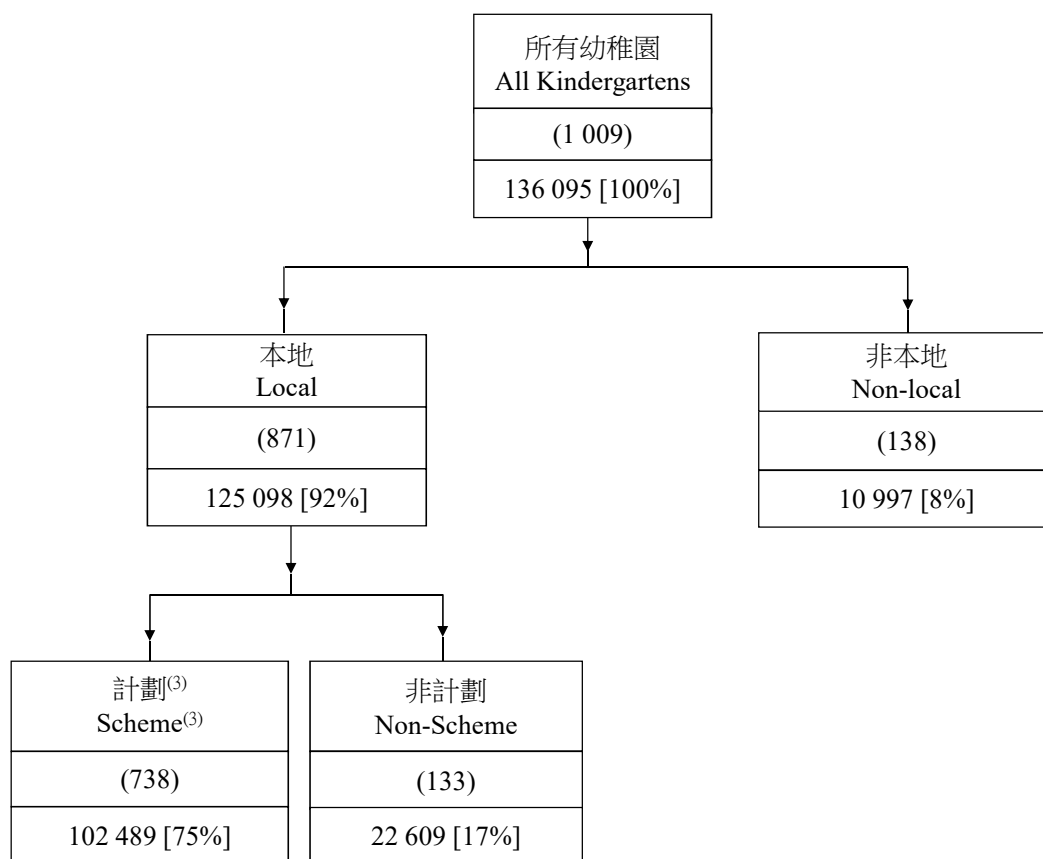 所有幼稚園
All Kindergartens
(1 009)
136 095 [100%]
本地
Local
(871)
125 098 [92%]
非本地
Non-local
(138)
10 997 [8%]
計劃(3)
Scheme(3)
(738)
102 489 [75%]
非計劃
Non-Scheme
(133)
22 609 [17%]